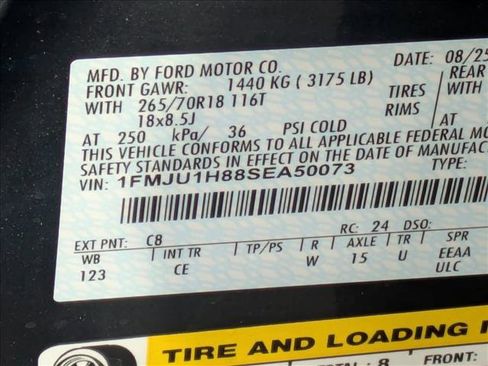 MFD. BY FORD MOTOR CO. DATE: 08/25
FRONT GAWR: 1440 KG ( 3175 LB) REAR
WITH 265/70R18 116T TIRES WITH
18x8.5J RIMS
AT 250 kPa/ 36 PSI COLD AT
THIS VEHICLE CONFORMS TO ALL APPLICABLE FEDERAL MO
SAFETY STANDARDS IN EFFECT ON THE DATE OF MANUFAC
VIN: 1FMJU1H88SEA50073 TYPE:
EXT PNT: C8 RC: 24 DSO:
WB INT TR TP/PS R AXLE TR SPR
123 CE W 15 U EEAA
ULC
TIRE AND LOADING
8 FRONT: